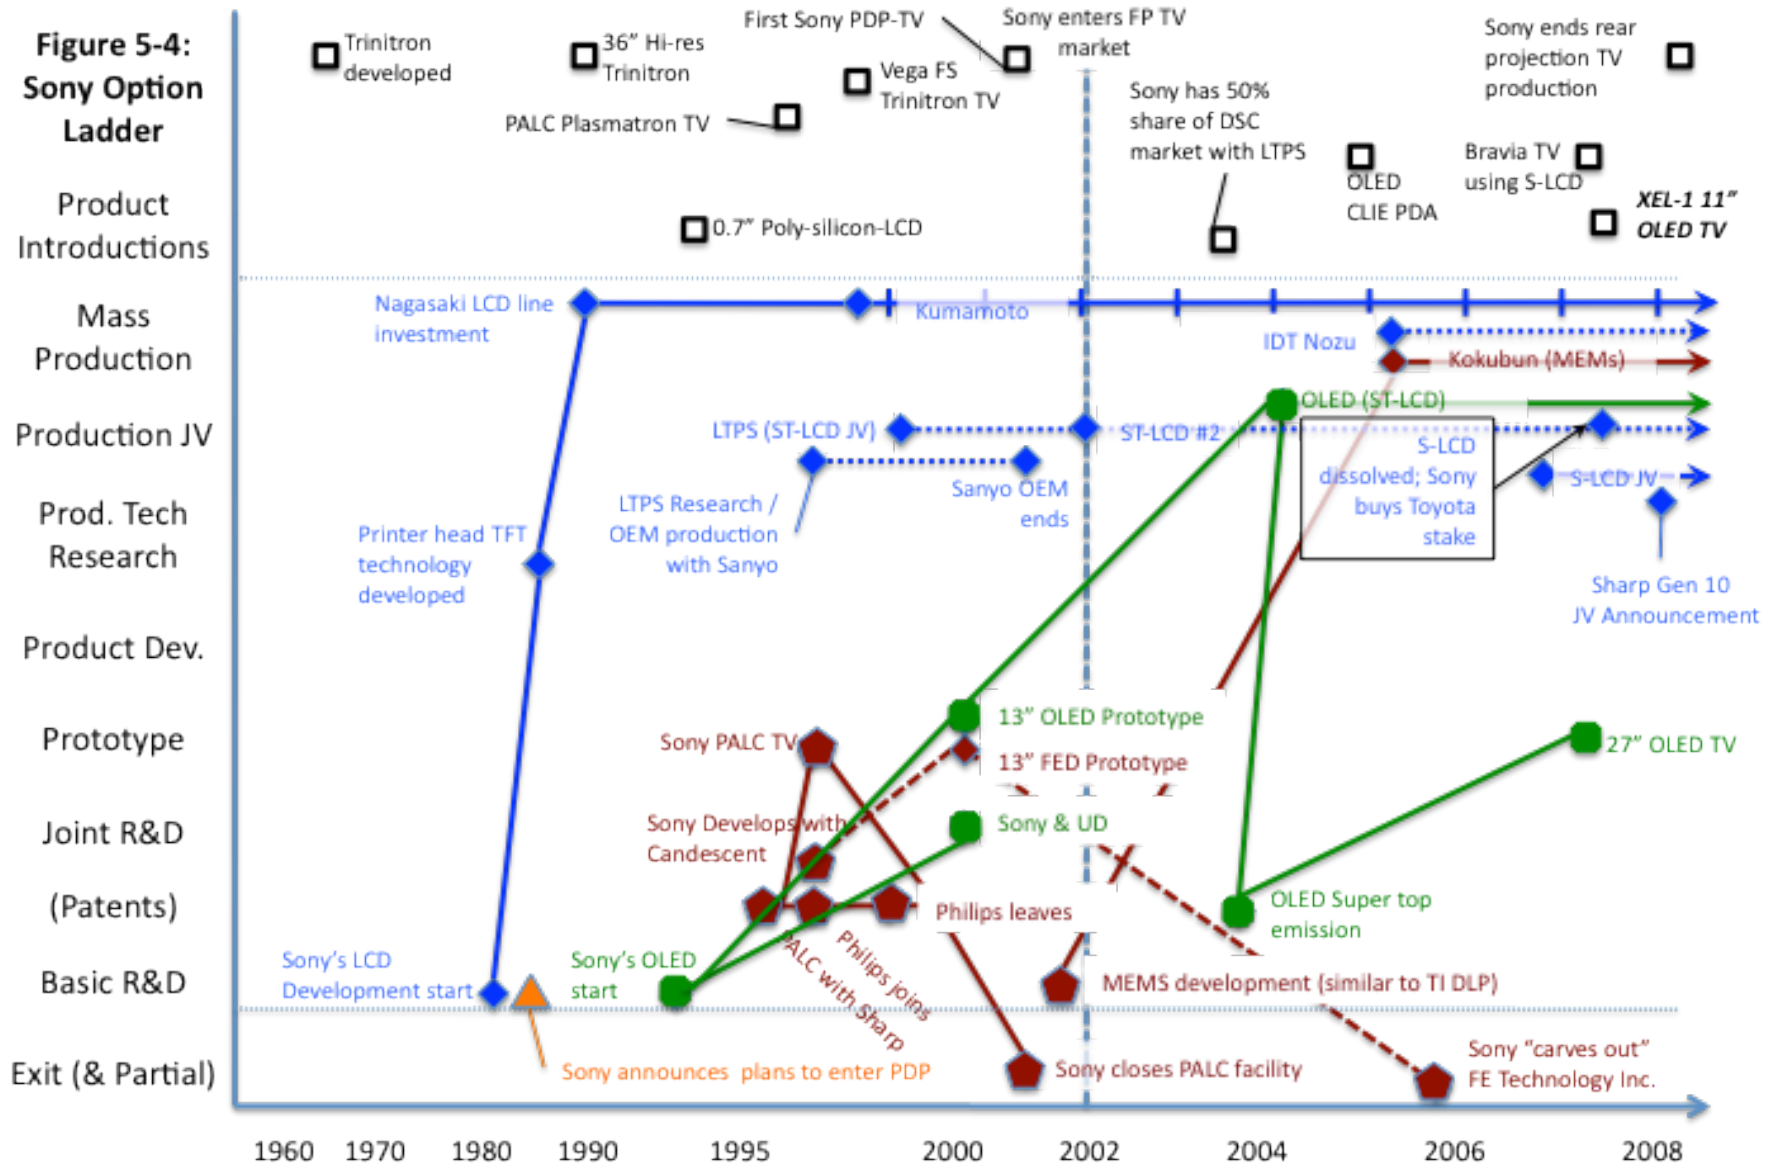 Figure 5-4:
Sony Option
Ladder
Trinitron
developed
36” Hi-res
Trinitron
PALC Plasmatron TV
First Sony PDP-TV
Vega FS
Trinitron TV
Sony enters FP TV
market
Sony has 50%
share of DSC
market with LTPS
Sony ends rear
projection TV
production
OLED
CLIE PDA
Bravia TV
using S-LCD
XEL-1 11”
OLED TV
0.7” Poly-silicon-LCD
Product
Introductions
Mass
Production
Nagasaki LCD line
investment
Kumamoto
IDT Nozu
Kokubun (MEMs)
OLED (ST-LCD)
Production JV
LTPS (ST-LCD JV)
ST-LCD #2
S-LCD
dissolved; Sony
buys Toyota
stake
S-LCD JV
Sanyo OEM
ends
LTPS Research /
OEM production
with Sanyo
Prod. Tech
Research
Printer head TFT
technology
developed
Sharp Gen 10
JV Announcement
Product Dev.
Prototype
Sony PALC TV
13” OLED Prototype
13” FED Prototype
27” OLED TV
Joint R&D
Sony Develops with
Candescent
Sony & UD
(Patents)
Philips leaves
OLED Super top
emission
PALC with Sharp
Philips joins
Basic R&D
Sony’s LCD
Development start
Sony’s OLED
start
MEMS development (similar to TI DLP)
Exit (& Partial)
Sony announces plans to enter PDP
Sony closes PALC facility
Sony “carves out”
FE Technology Inc.
1960 1970 1980 1990 1995 2000 2002 2004 2006 2008